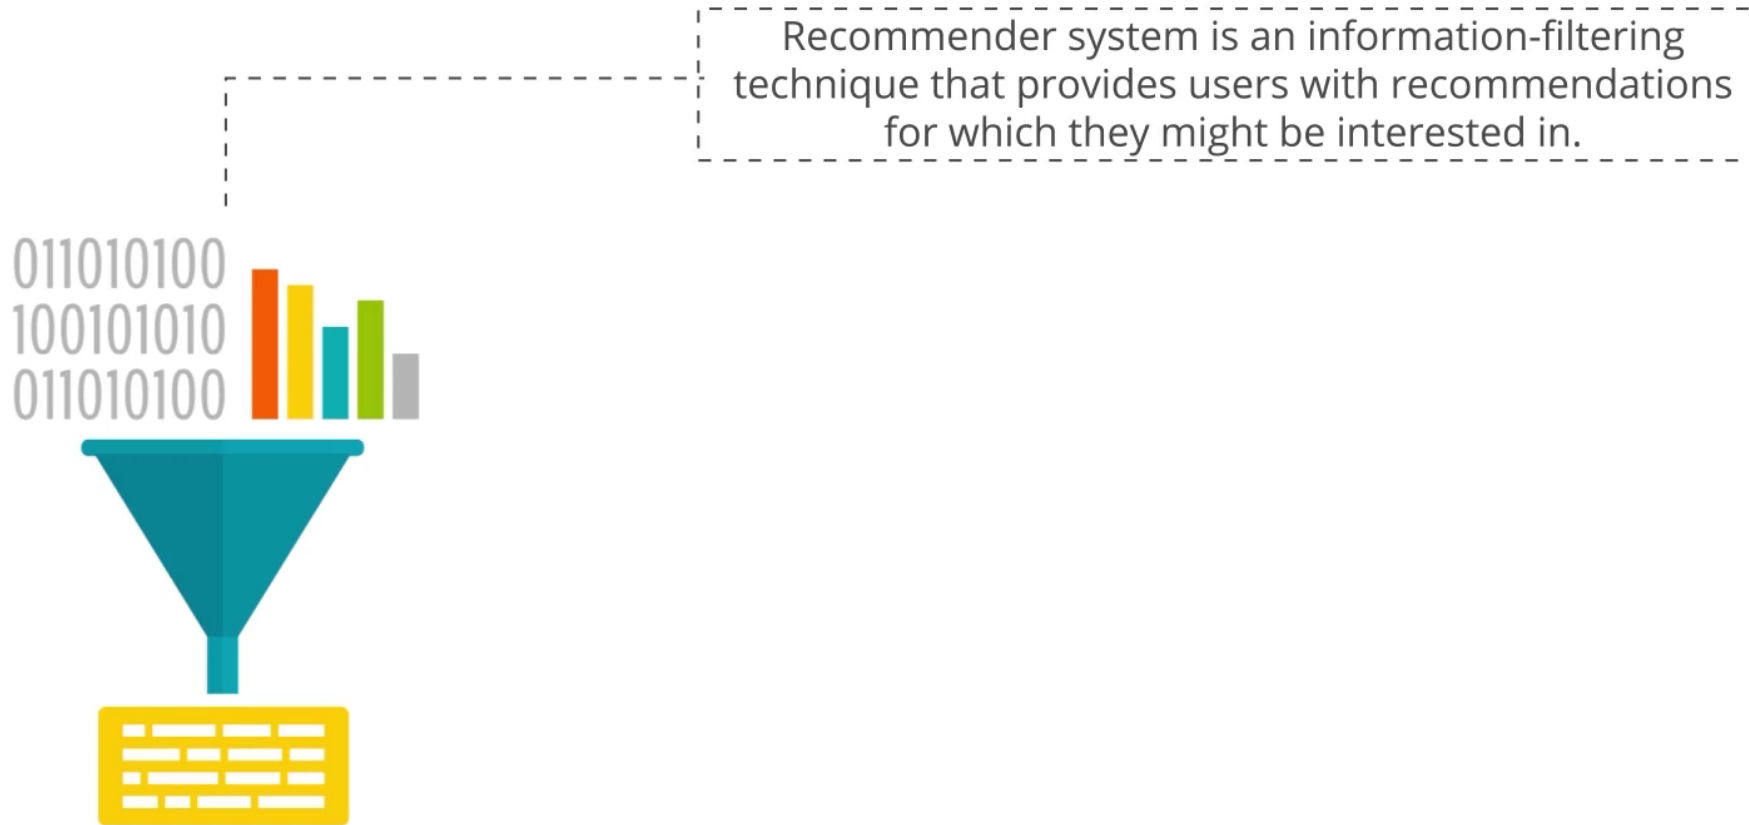 Recommender system is an information-filtering
technique that provides users with recommendations
for which they might be interested in.
011010100
100101010
011010100